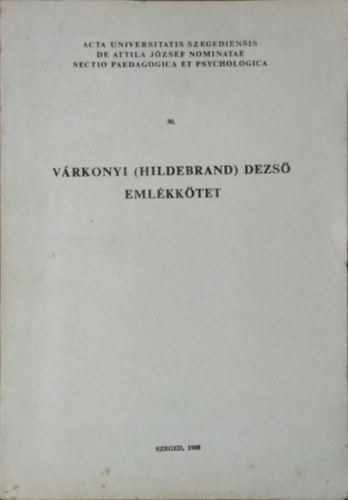 ACTA UNIVERSITATIS SZEGEDIENSIS
DE ATTILA JÓZSEF NOMINATAE
SECTIO PAEDAGOGICA ET PSYCHOLOGICA
30.
VÁRKONYI (HILDEBRAND) DEZSŐ
EMLÉKKÖTET
SZEGED, 1988